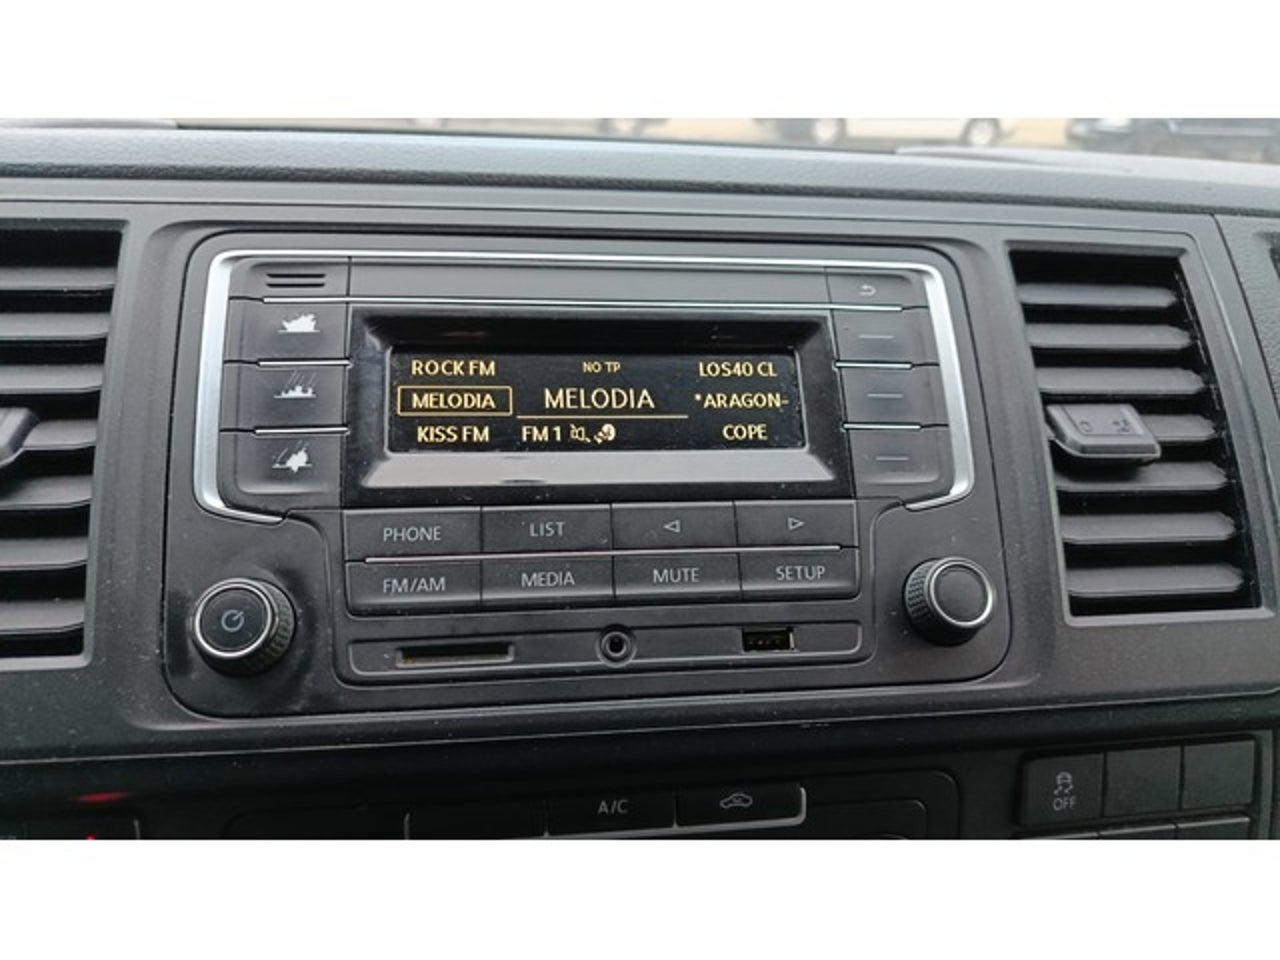 ROCK FM NO TP LOS40 CL
MELODIA MELODIA *ARAGON-
KISS FM FM 1 COPE
PHONE LIST
FM/AM MEDIA MUTE SETUP
A/C
OFF